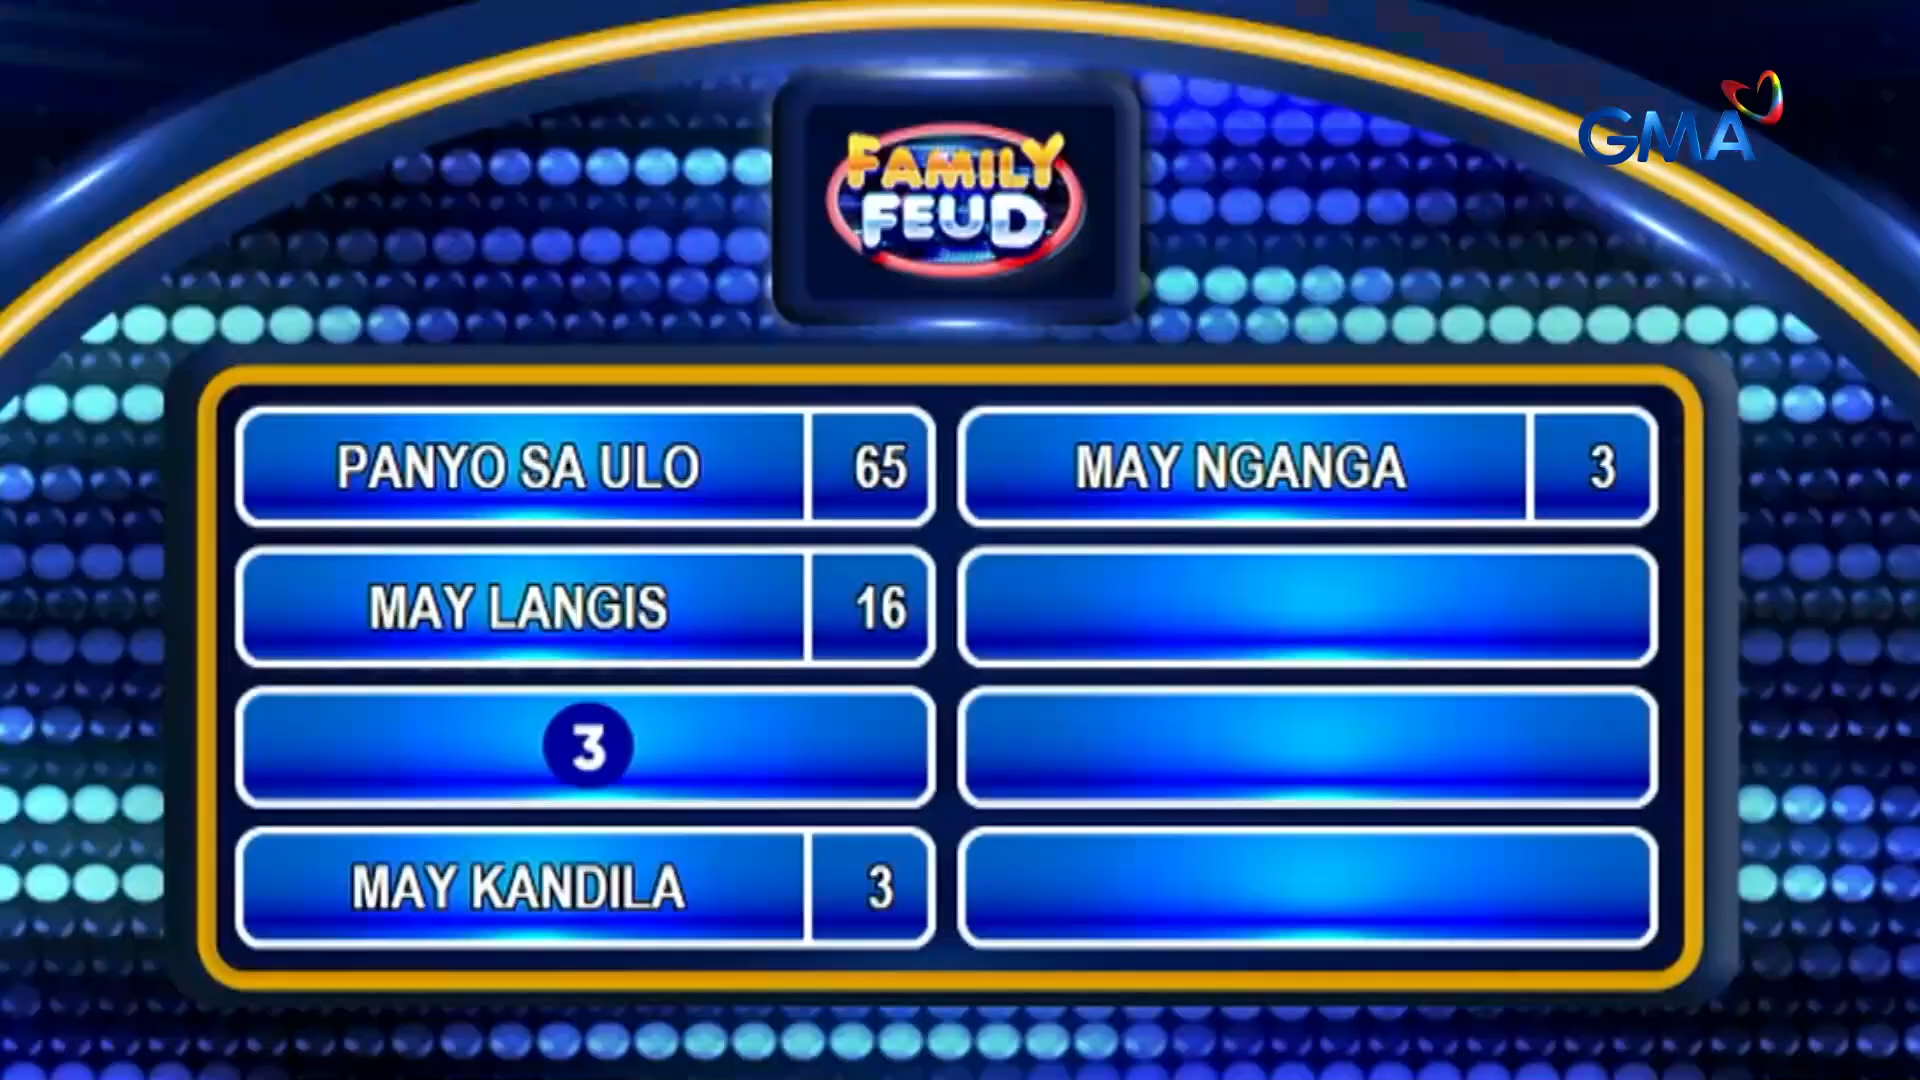 GMA
FAMILY
FEUD
PANYO SA ULO 65
MAY NGANGA 3
MAY LANGIS 16
3
MAY KANDILA 3